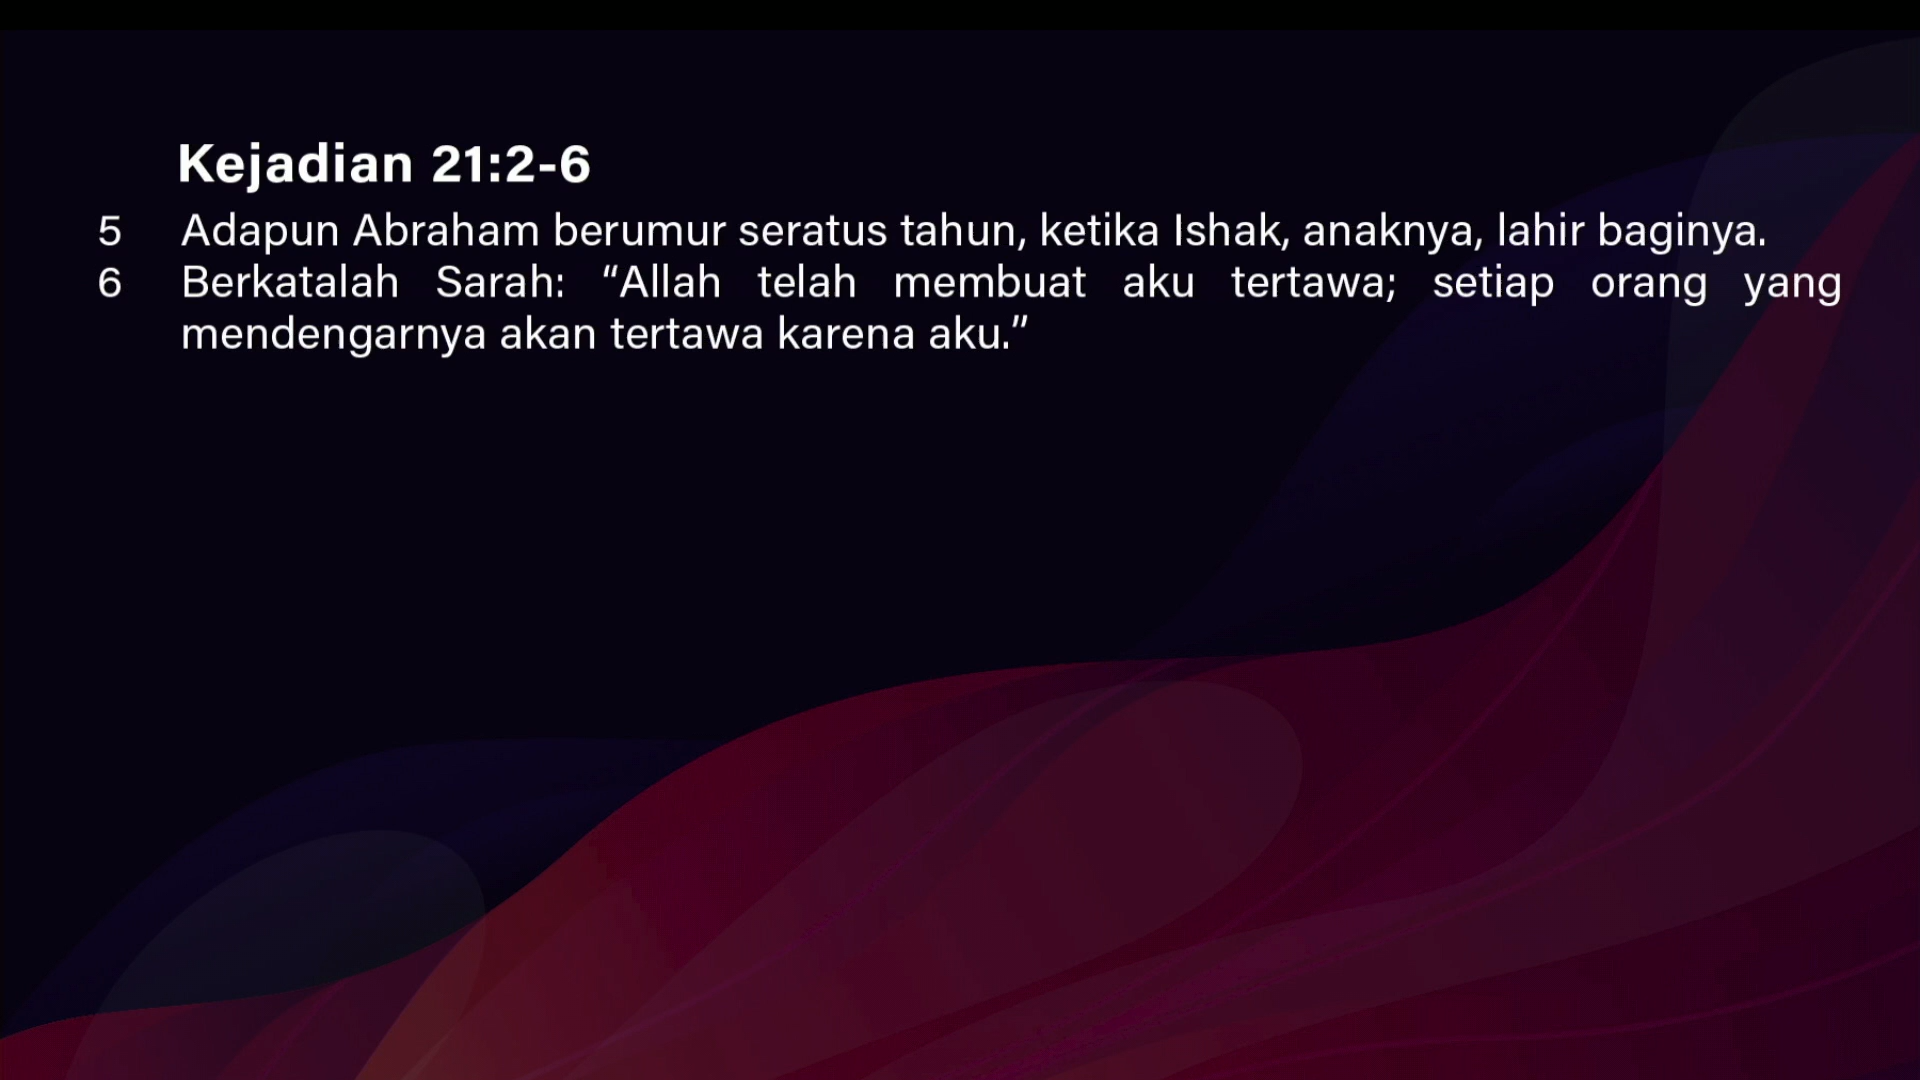 Kejadian 21:2-6
5 Adapun Abraham berumur seratus tahun, ketika Ishak, anaknya, lahir baginya.
6 Berkatalah Sarah: “Allah telah membuat aku tertawa; setiap orang yang
mendengarnya akan tertawa karena aku.”